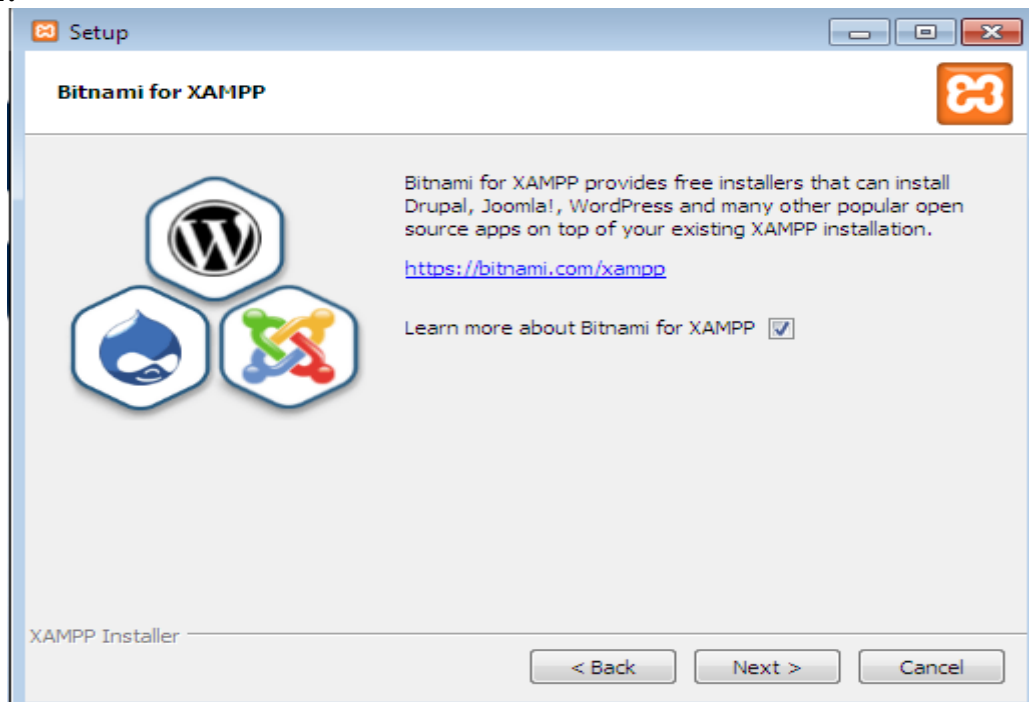 Setup
Bitnami for XAMPP
Bitnami for XAMPP provides free installers that can install
Drupal, Joomla!, WordPress and many other popular open
source apps on top of your existing XAMPP installation.
https://bitnami.com/xampp
Learn more about Bitnami for XAMPP
XAMPP Installer
< Back
Next >
Cancel